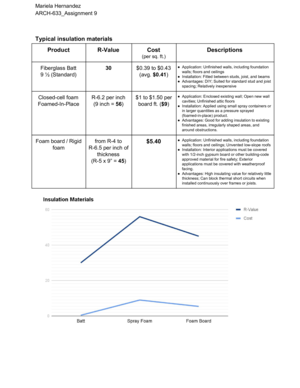 Mariela Hernandez
ARCH-633_Assignment 9
Typical insulation materials
Product R-Value Cost Descriptions
(per sq. ft.)
Fiberglass Batt
9 ½ (Standard)
30
$0.39 to $0.43
(avg. $0.41)
● Application: Unfinished walls, including foundation
walls; floors and ceilings
● Installation: Fitted between studs, joist, and beams
● Advantages: DIY. Suited for standard stud and joist
spacing; Relatively inexpensive
Closed-cell foam
Foamed-In-Place
R-6.2 per inch
(9 inch = 56)
$1 to $1.50 per
board ft. ($9)
● Application: Enclosed existing wall; Open new wall
cavities; Unfinished attic floors
● Installation: Applied using small spray containers or
in larger quantities as a pressure sprayed
(foamed-in-place) product
● Advantages: Good for adding insulation to existing
finished areas, irregularly shaped areas, and
around obstructions.
Foam board / Rigid
foam
from R-4 to
R-6.5 per inch of
thickness
(R-5 x 9" = 45)
$5.40
● Application: Unfinished walls, including foundation
walls; floors and ceilings; Unvented low-slope roofs
● Installation: Interior applications must be covered
with 1/2-inch gypsum board or other building-code
approved material for fire safety; Exterior
applications must be covered with weatherproof
facing
● Advantages: High insulating value for relatively little
thickness; Can block thermal short circuits when
installed continuously over frames or joists.
Insulation Materials
R-Value
Cost
0
Batt Spray Foam Foam Board